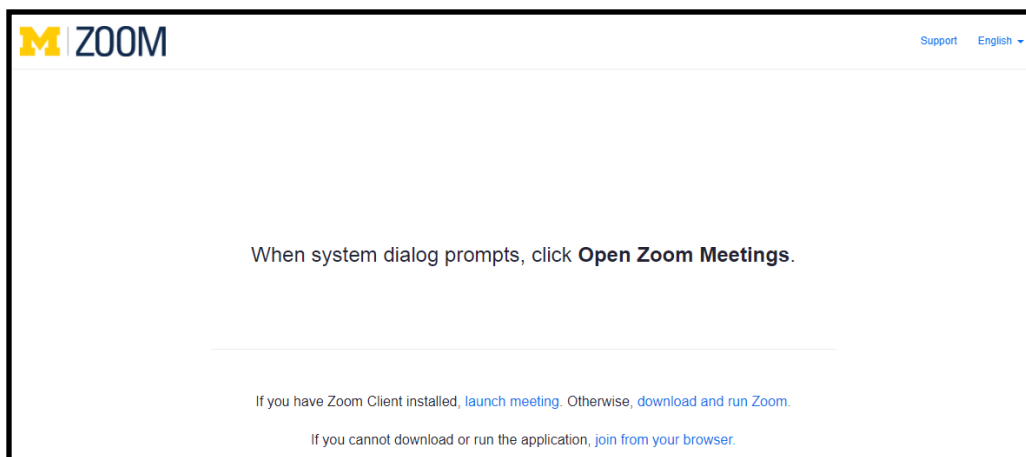 M ZOOM
Support English
When system dialog prompts, click Open Zoom Meetings.
If you have Zoom Client installed, launch meeting. Otherwise, download and run Zoom.
If you cannot download or run the application, join from your browser.